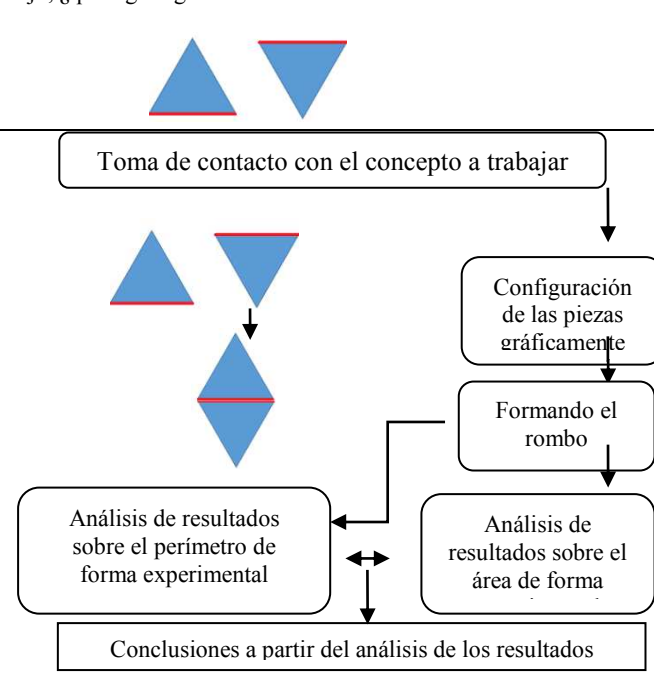 Toma de contacto con el concepto a trabajar
Configuración
de las piezas
gráficamente
Formando el
rombo
Análisis de resultados
sobre el perímetro de
forma experimental
Análisis de
resultados sobre el
área de forma
Conclusiones a partir del análisis de los resultados